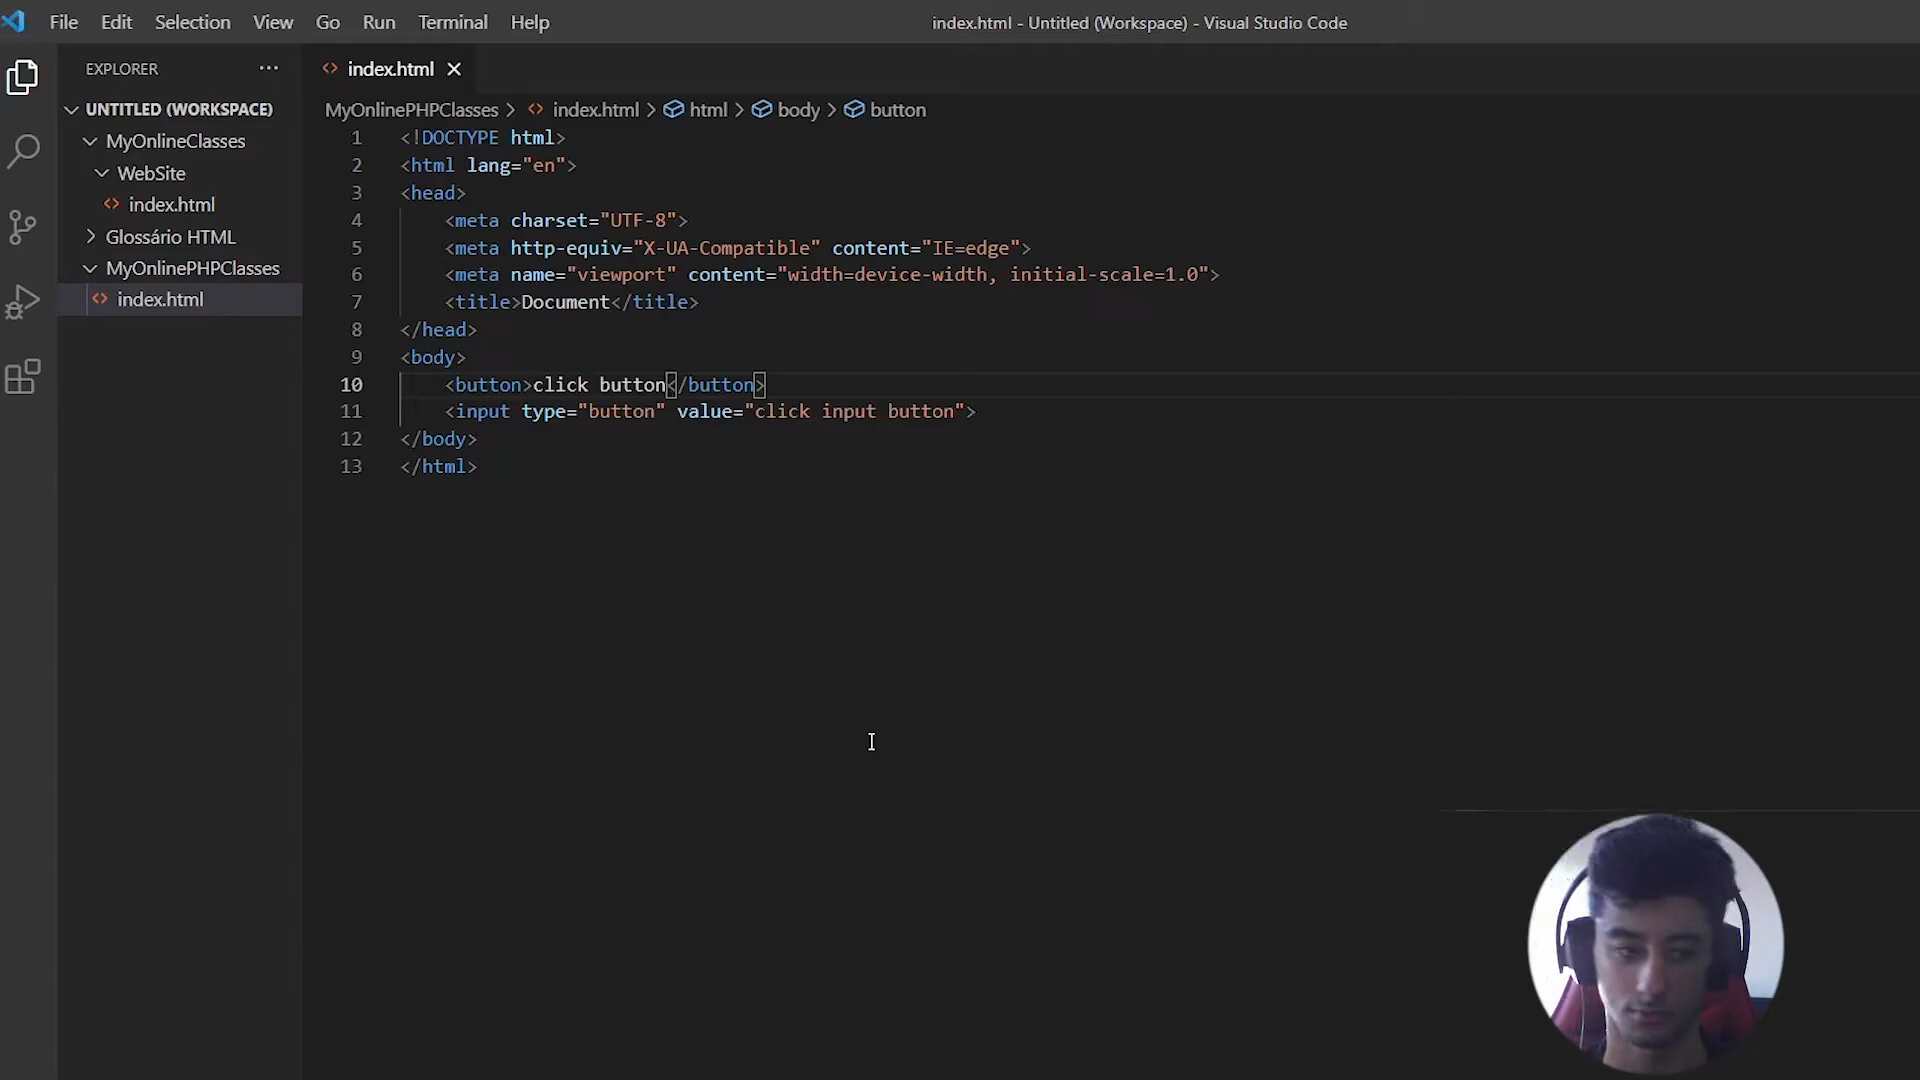 File Edit Selection View Go Run Terminal Help
index.html - Untitled (Workspace) - Visual Studio Code
EXPLORER
index.html
UNTITLED (WORKSPACE)
MyOnlineClasses
WebSite
index.html
Glossário HTML
MyOnlinePHPClasses
index.html
MyOnlinePHPClasses > index.html > html > body > button
1 <!DOCTYPE html>
2 <html lang="en">
3 <head>
4 <meta charset="UTF-8">
5 <meta http-equiv="X-UA-Compatible" content="IE=edge">
6 <meta name="viewport" content="width=device-width, initial-scale=1.0">
7 <title>Document</title>
8 </head>
9 <body>
10 <button>click button</button>
11 <input type="button" value="click input button">
12 </body>
13 </html>